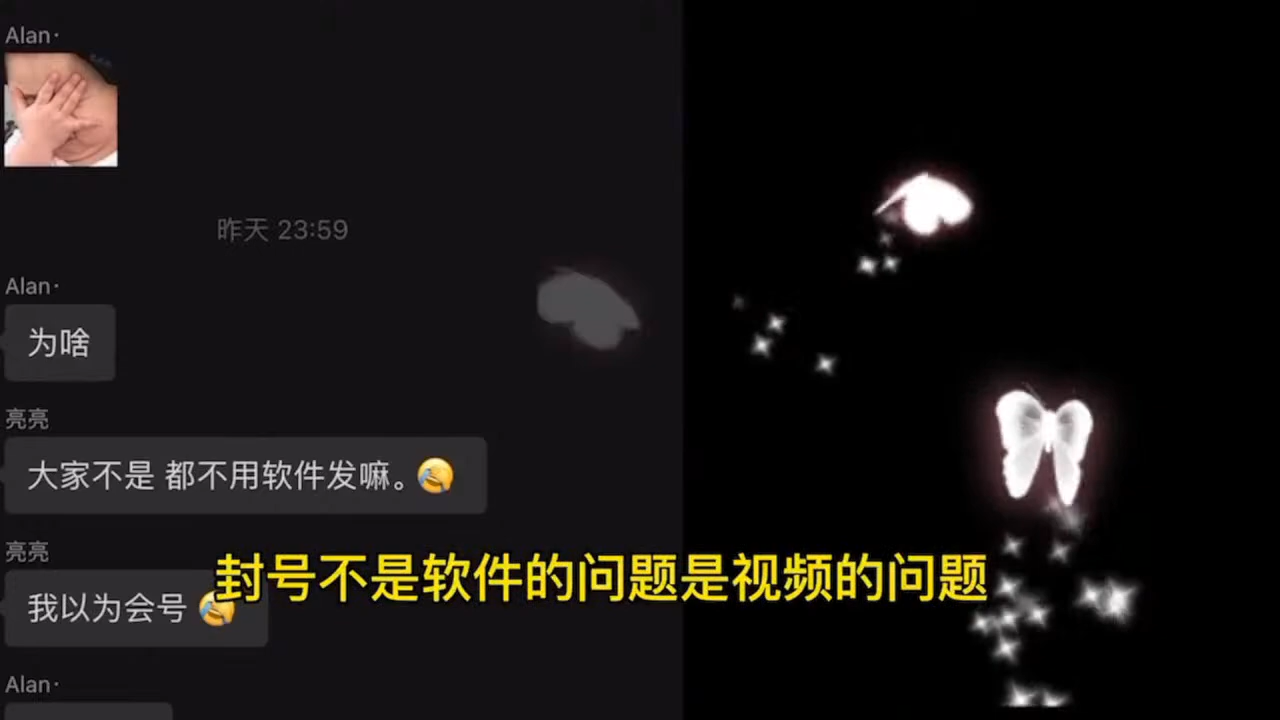 Alan·
昨天 23:59
Alan·
为啥
亮亮
大家不是 都不用软件发嘛。😂
亮亮
我以为会号 😂
封号不是软件的问题是视频的问题
Alan·